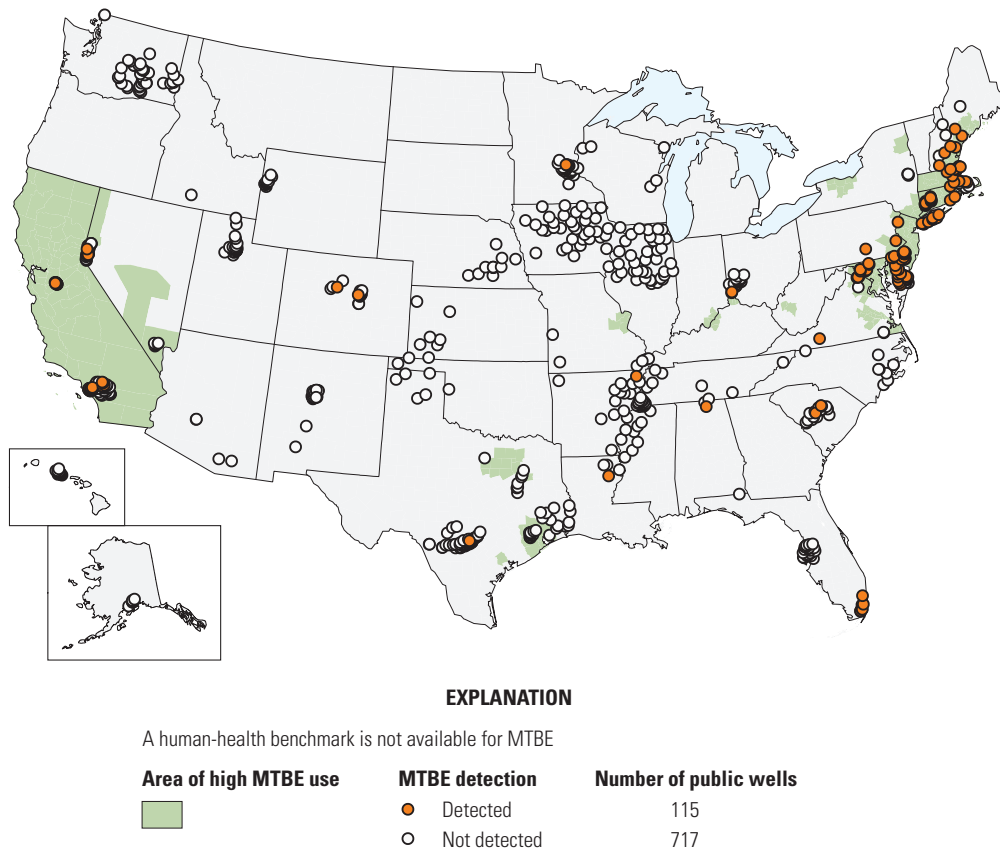 EXPLANATION
A human-health benchmark is not available for MTBE
Area of high MTBE use MTBE detection Number of public wells
Detected 115
Not detected 717